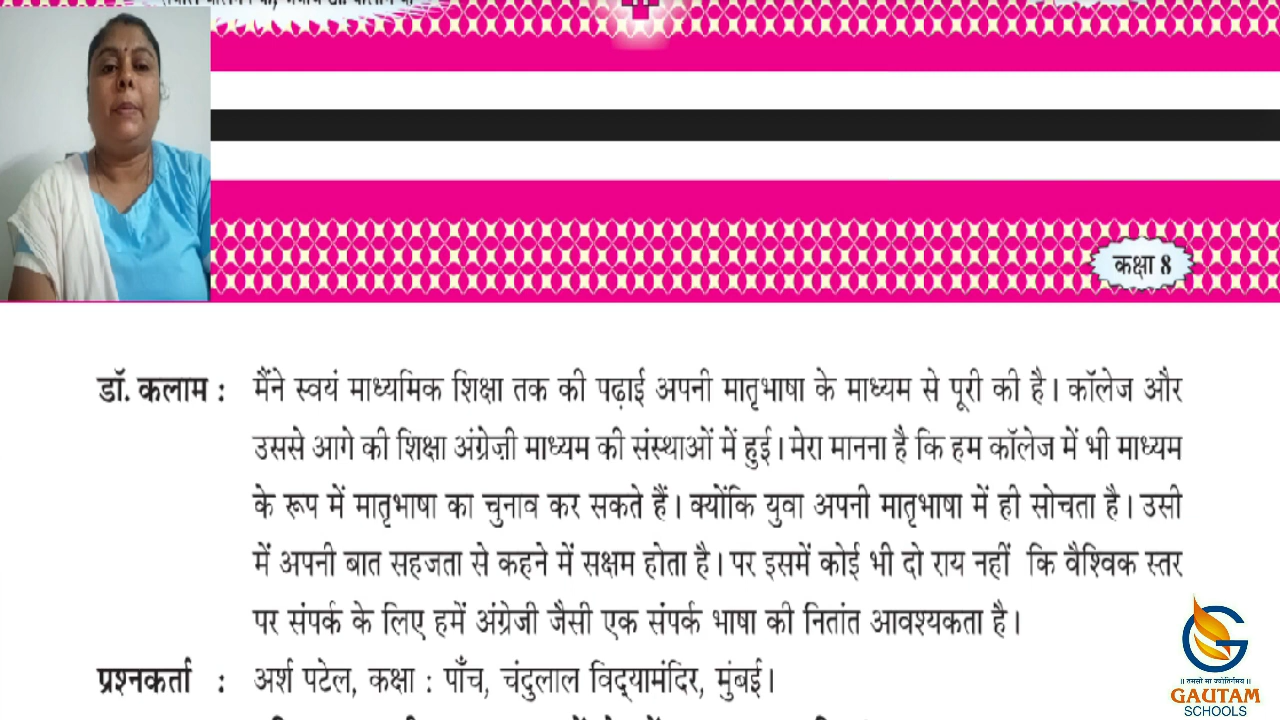 कक्षा 8
डॉ. कलाम : मैंने स्वयं माध्यमिक शिक्षा तक की पढ़ाई अपनी मातृभाषा के माध्यम से पूरी की है। कॉलेज और
उससे आगे की शिक्षा अंग्रेज़ी माध्यम की संस्थाओं में हुई। मेरा मानना है कि हम कॉलेज में भी माध्यम
के रूप में मातृभाषा का चुनाव कर सकते हैं। क्योंकि युवा अपनी मातृभाषा में ही सोचता है। उसी
में अपनी बात सहजता से कहने में सक्षम होता है। पर इसमें कोई भी दो राय नहीं कि वैश्विक स्तर
पर संपर्क के लिए हमें अंग्रेजी जैसी एक संपर्क भाषा की नितांत आवश्यकता है।
प्रश्नकर्ता : अर्श पटेल, कक्षा : पाँच, चंदुलाल विद्यामंदिर, मुंबई।
॥ तमसो मा ज्योतिर्गमय ॥
GAUTAM
SCHOOLS